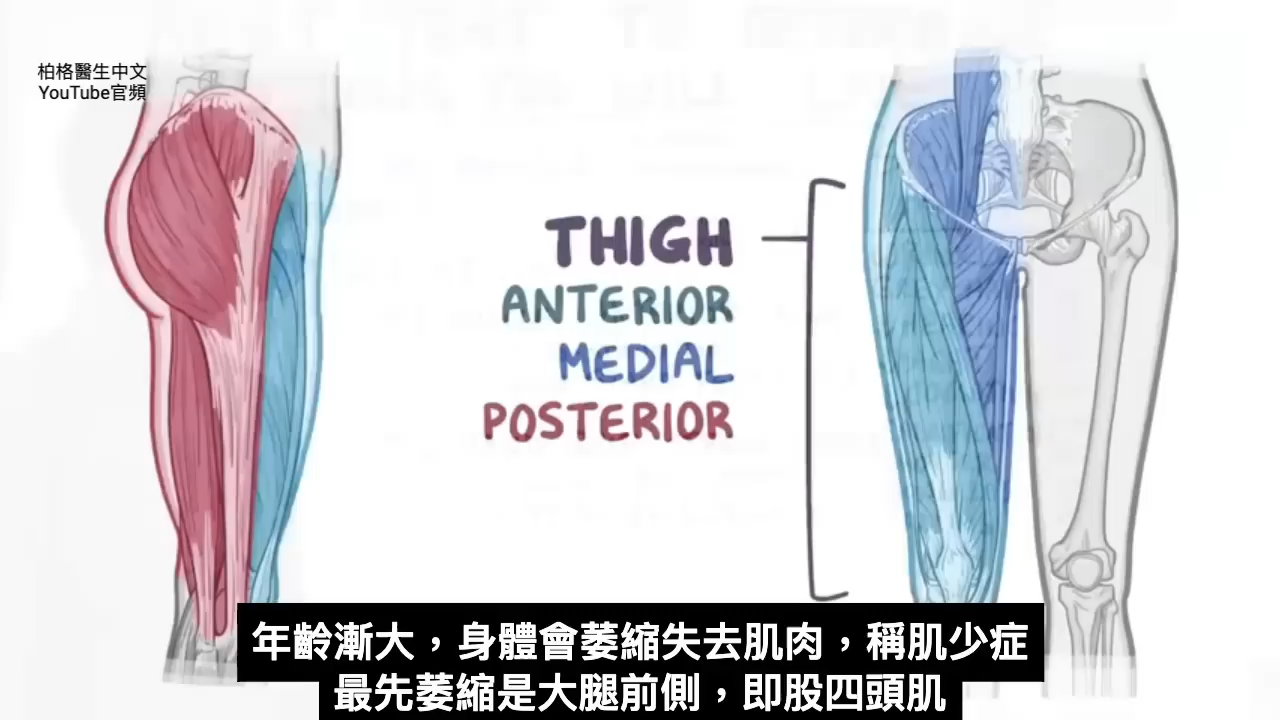 柏格醫生中文
YouTube官頻
THIGH
ANTERIOR
MEDIAL
POSTERIOR
年齡漸大，身體會萎縮失去肌肉，稱肌少症
最先萎縮是大腿前側，即股四頭肌